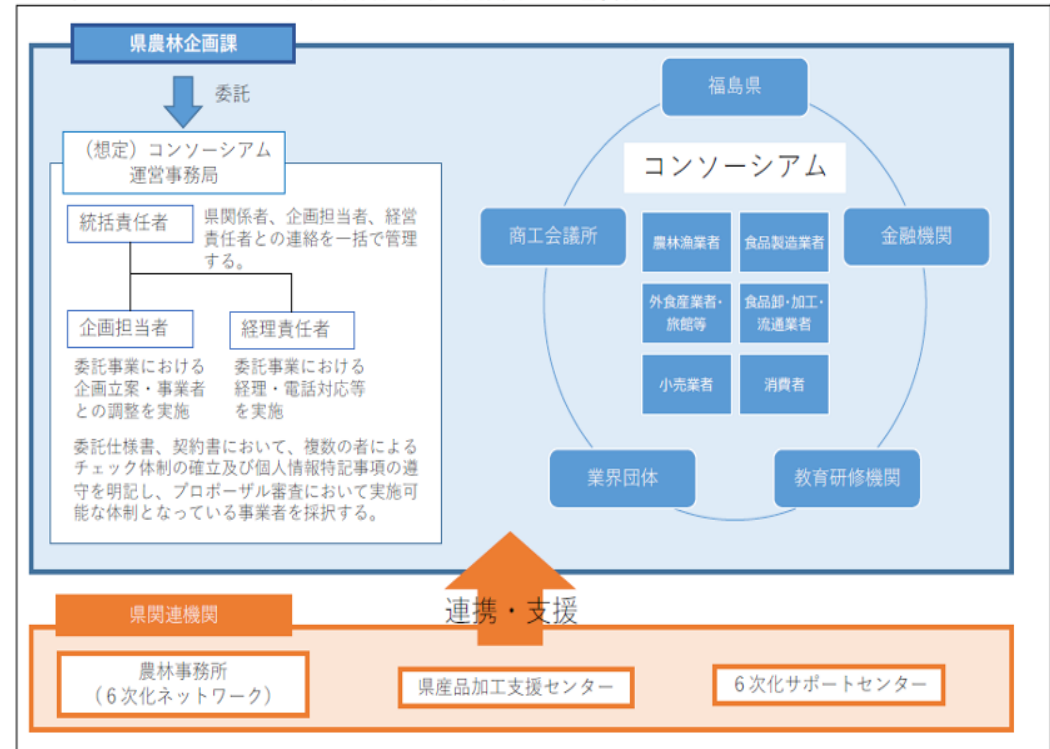 県農林企画課
委託
（想定）コンソーシアム
運営事務局
統括責任者
県関係者、企画担当者、経営
責任者との連絡を一括で管理
する。
企画担当者
経理責任者
委託事業における
企画立案・事業者
との調整を実施
委託事業における
経理・電話対応等
を実施
委託仕様書、契約書において、複数の者による
チェック体制の確立及び個人情報特記事項の遵
守を明記し、プロポーザル審査において実施可
能な体制となっている事業者を採択する。
福島県
コンソーシアム
商工会議所
金融機関
農林漁業者
食品製造業者
外食産業者・
旅館等
食品卸・加工・
流通業者
小売業者
消費者
業界団体
教育研修機関
連携・支援
県関連機関
農林事務所
（６次化ネットワーク）
県産品加工支援センター
６次化サポートセンター